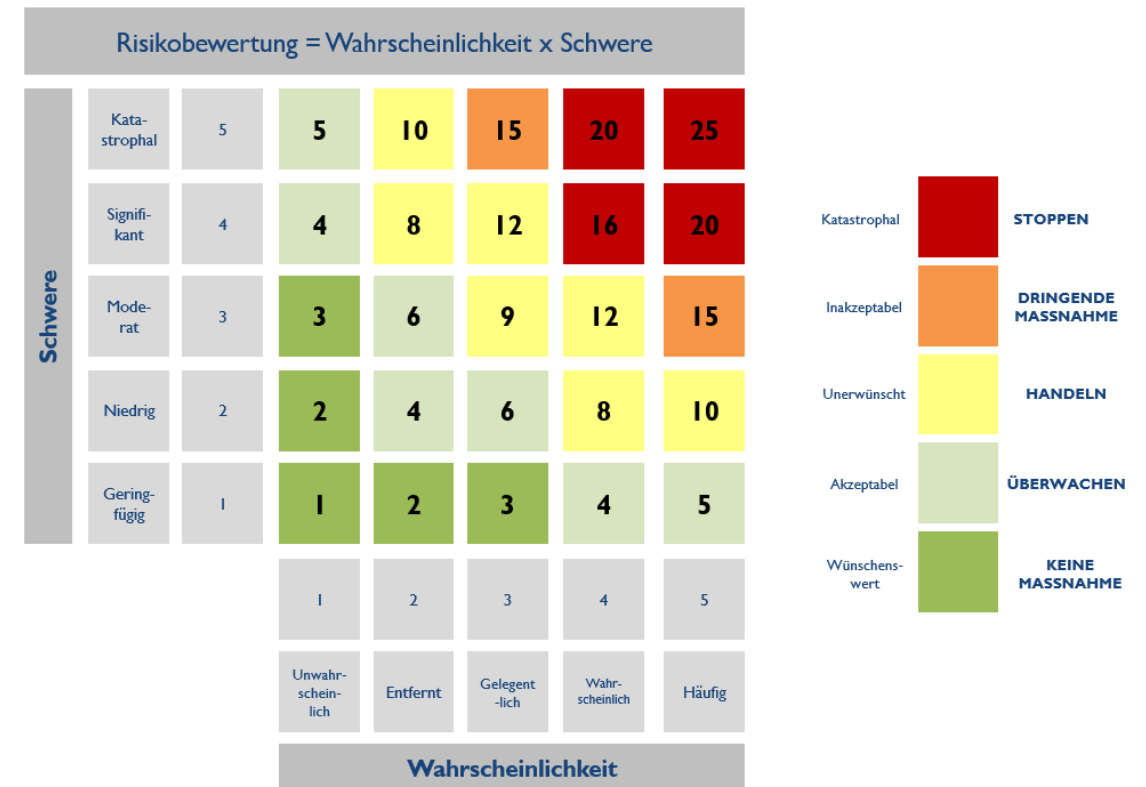 Risikobewertung = Wahrscheinlichkeit x Schwere
Schwere
Kata-
strophal
5
5
10
15
20
25
Signifi-
kant
4
4
8
12
16
20
Mode-
rat
3
3
6
9
12
15
Niedrig
2
2
4
6
8
10
Gering-
fügig
1
1
2
3
4
5
1
2
3
4
5
Unwahr-
schein-
lich
Entfernt
Gelegent
-lich
Wahr-
scheinlich
Häufig
Wahrscheinlichkeit
Katastrophal
STOPPEN
Inakzeptabel
DRINGENDE
MASSNAHME
Unerwünscht
HANDELN
Akzeptabel
ÜBERWACHEN
Wünschens-
wert
KEINE
MASSNAHME